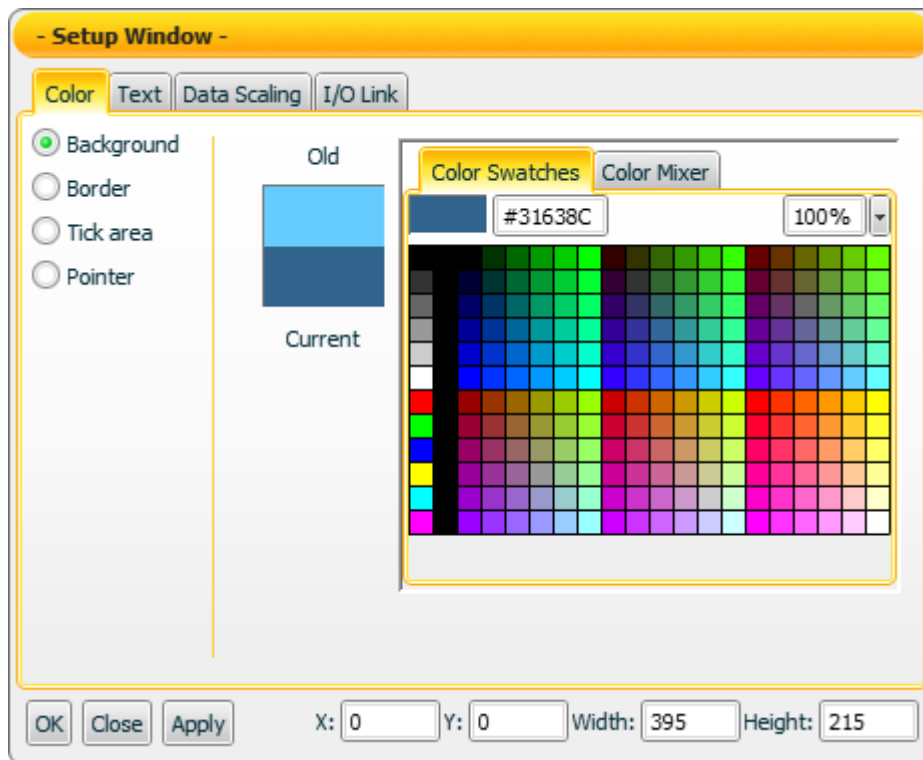 - Setup Window -
Color Text Data Scaling I/O Link
Background
Border
Tick area
Pointer
Old
Current
Color Swatches Color Mixer
#31638C 100%
OK Close Apply X: 0 Y: 0 Width: 395 Height: 215